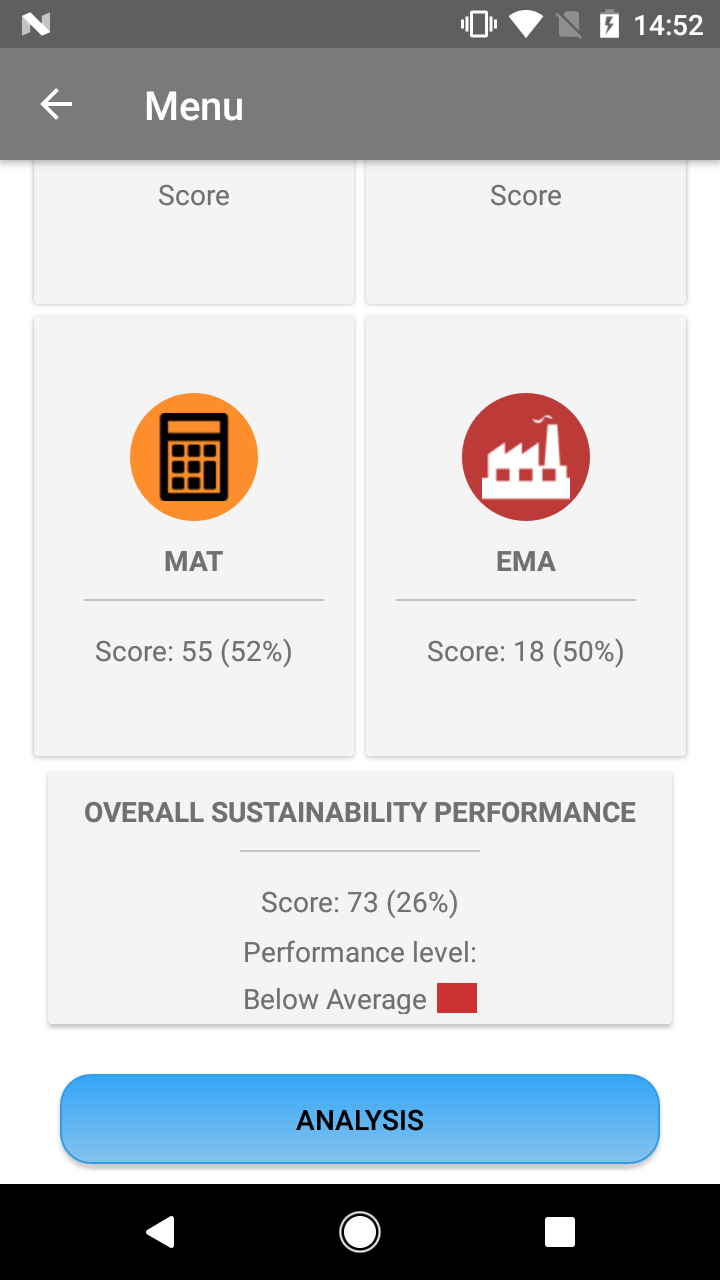 14:52
Menu
Score
Score
MAT
EMA
Score: 55 (52%)
Score: 18 (50%)
OVERALL SUSTAINABILITY PERFORMANCE
Score: 73 (26%)
Performance level:
Below Average
ANALYSIS